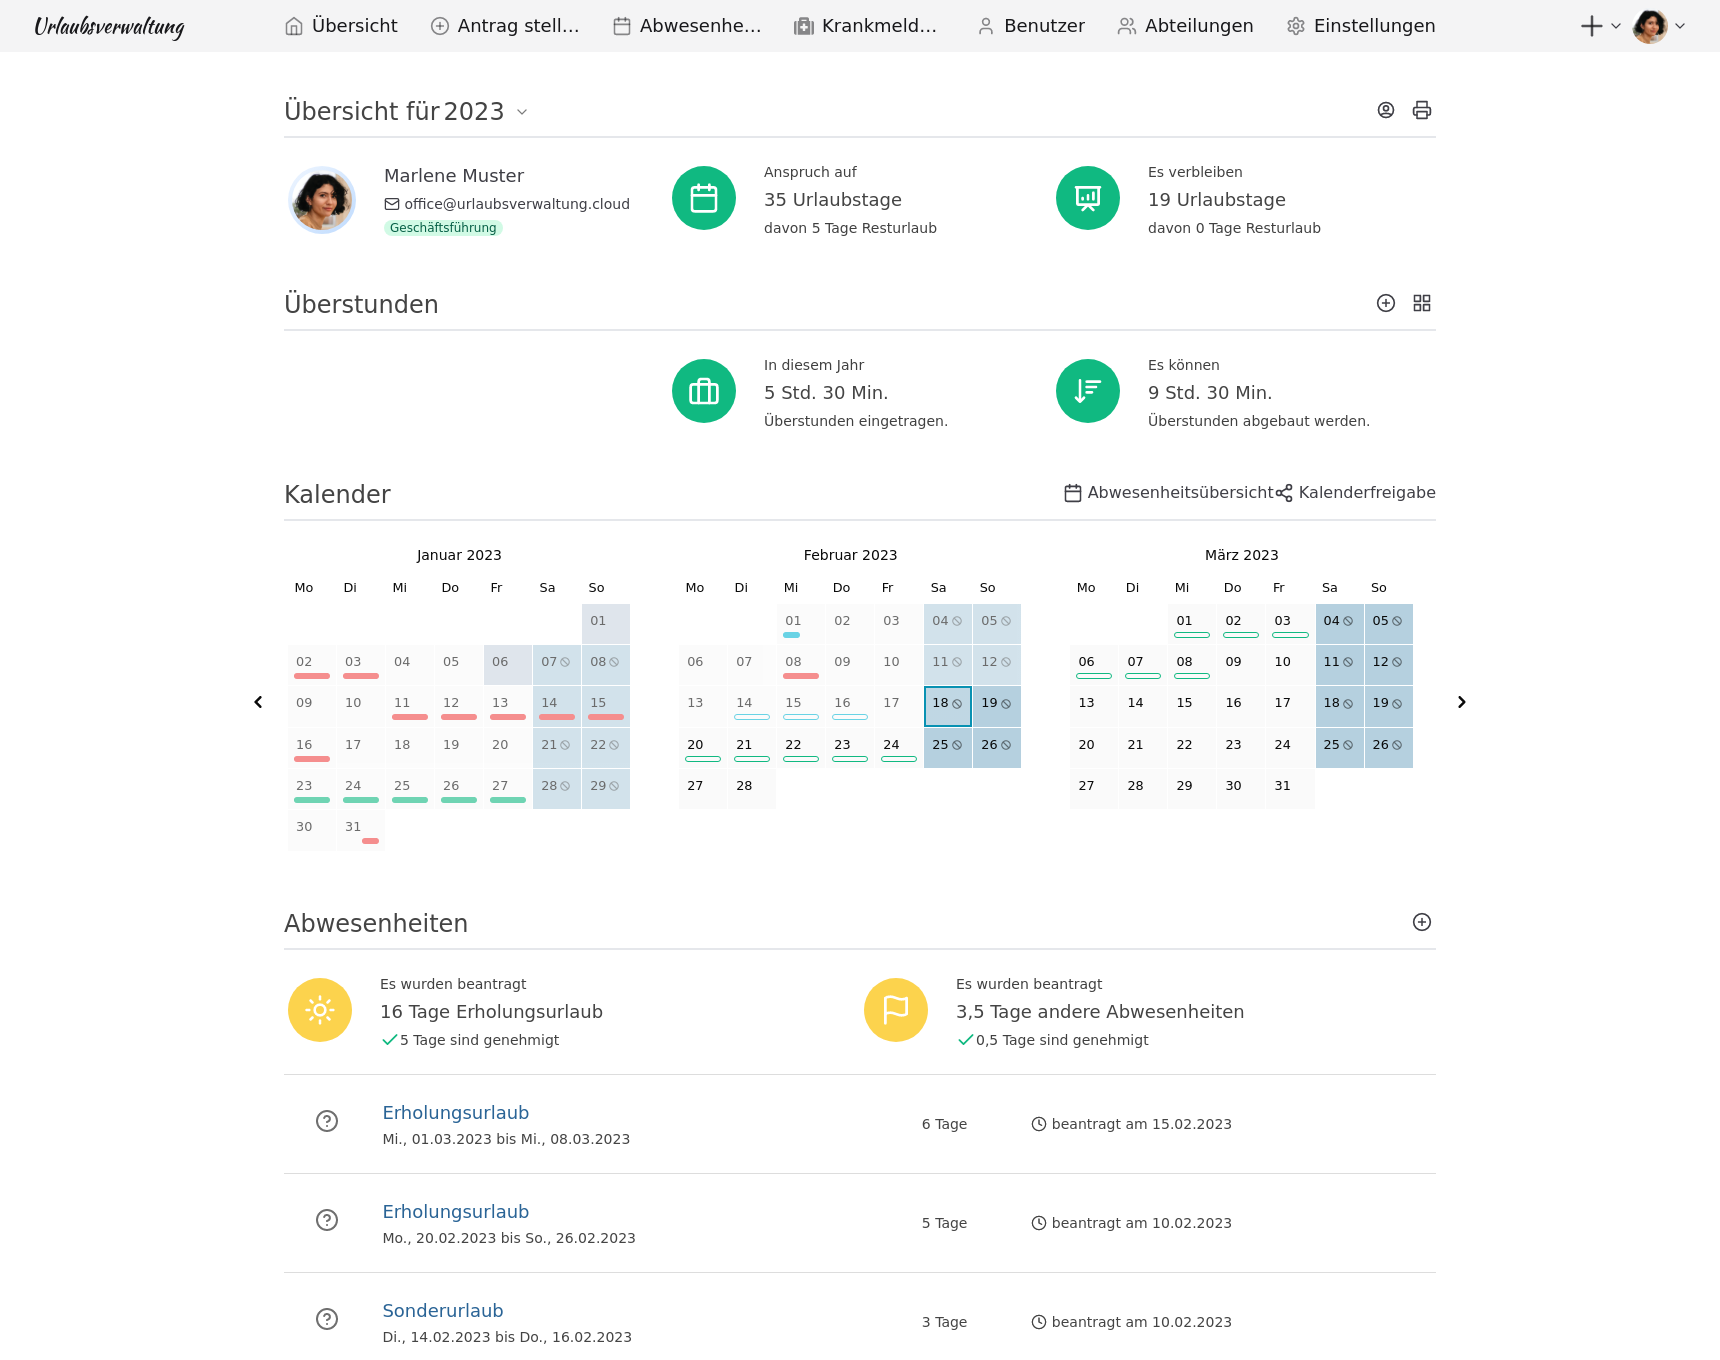 Urlaubsverwaltung
Übersicht
Antrag stell...
Abwesenhe...
Krankmeld...
Benutzer
Abteilungen
Einstellungen
Übersicht für 2023
Marlene Muster
office@urlaubsverwaltung.cloud
Geschäftsführung
Anspruch auf
35 Urlaubstage
davon 5 Tage Resturlaub
Es verbleiben
19 Urlaubstage
davon 0 Tage Resturlaub
Überstunden
In diesem Jahr
5 Std. 30 Min.
Überstunden eingetragen.
Es können
9 Std. 30 Min.
Überstunden abgebaut werden.
Kalender
Abwesenheitsübersicht
Kalenderfreigabe
Januar 2023
Mo Di Mi Do Fr Sa So
01
02 03 04 05 06 07 08
09 10 11 12 13 14 15
16 17 18 19 20 21 22
23 24 25 26 27 28 29
30 31
Februar 2023
Mo Di Mi Do Fr Sa So
01 02 03 04 05
06 07 08 09 10 11 12
13 14 15 16 17 18 19
20 21 22 23 24 25 26
27 28
März 2023
Mo Di Mi Do Fr Sa So
01 02 03 04 05
06 07 08 09 10 11 12
13 14 15 16 17 18 19
20 21 22 23 24 25 26
27 28 29 30 31
Abwesenheiten
Es wurden beantragt
16 Tage Erholungsurlaub
5 Tage sind genehmigt
Es wurden beantragt
3,5 Tage andere Abwesenheiten
0,5 Tage sind genehmigt
Erholungsurlaub
Mi., 01.03.2023 bis Mi., 08.03.2023
6 Tage
beantragt am 15.02.2023
Erholungsurlaub
Mo., 20.02.2023 bis So., 26.02.2023
5 Tage
beantragt am 10.02.2023
Sonderurlaub
Di., 14.02.2023 bis Do., 16.02.2023
3 Tage
beantragt am 10.02.2023